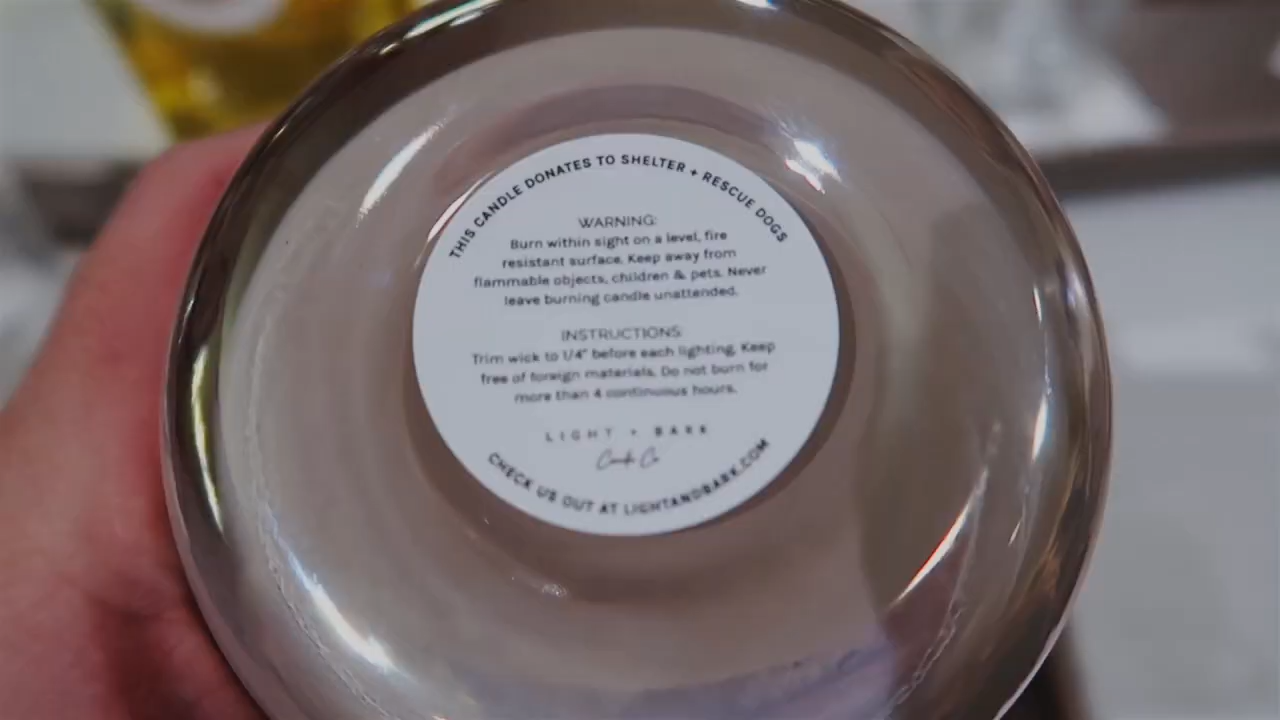 THIS CANDLE DONATES TO SHELTER + RESCUE DOGS
WARNING:
Burn within sight on a level, fire
resistant surface. Keep away from
flammable objects, children & pets. Never
leave burning candle unattended.
INSTRUCTIONS:
Trim wick to 1/4" before each lighting. Keep
free of foreign materials. Do not burn for
more than 4 continuous hours.
LIGHT + BARK
Candle Co
CHECK US OUT AT LIGHTANDBARK.COM